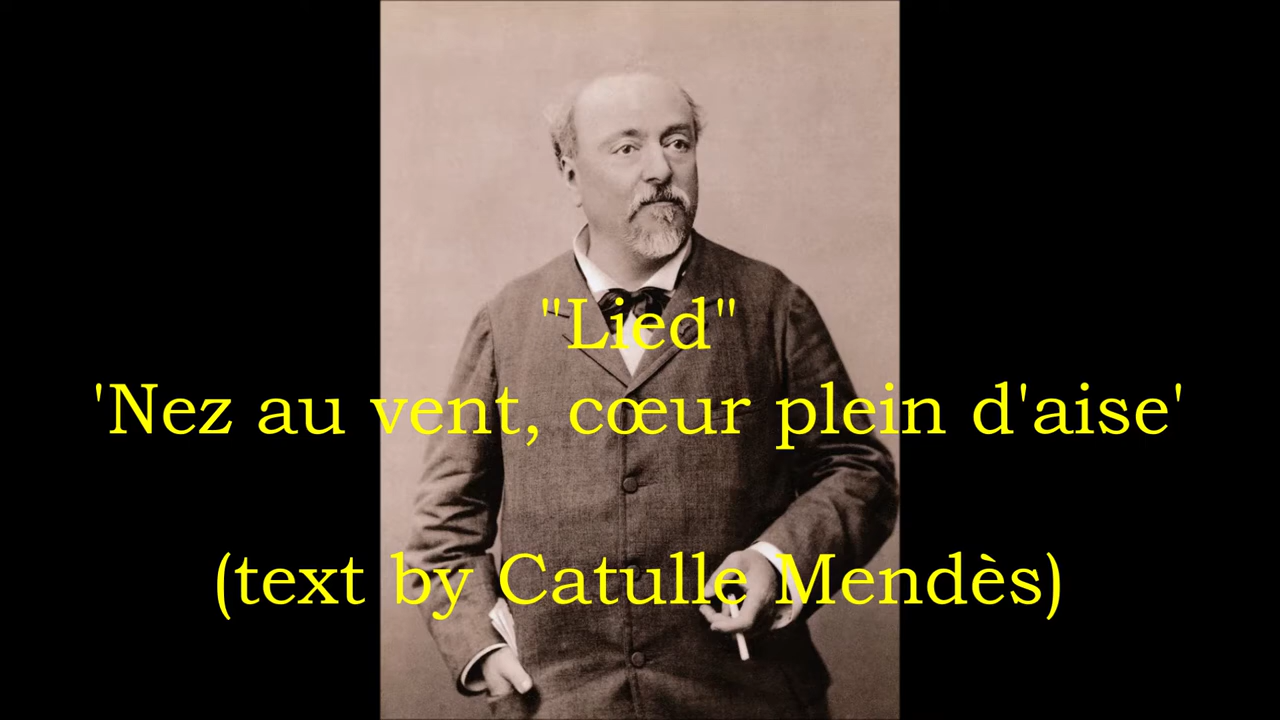 "Lied"
'Nez au vent, cœur plein d'aise'
(text by Catulle Mendès)